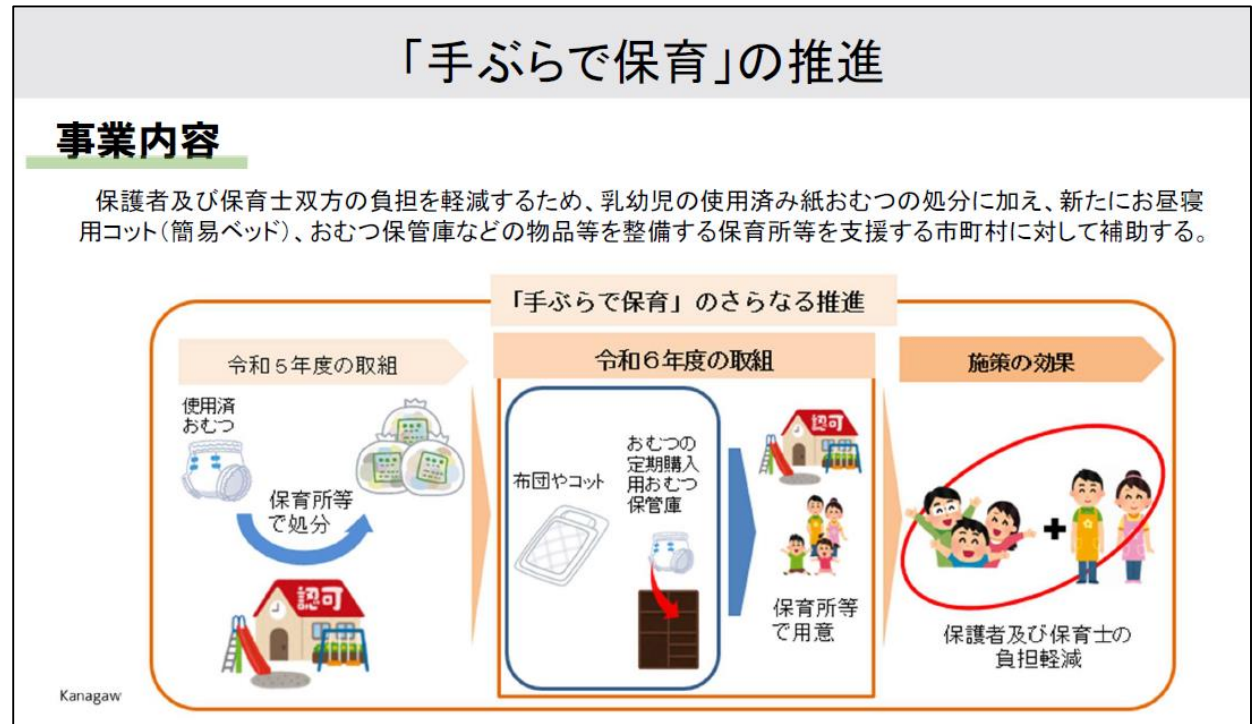 「手ぶらで保育」の推進
事業内容
保護者及び保育士双方の負担を軽減するため、乳幼児の使用済み紙おむつの処分に加え、新たにお昼寝
用コット(簡易ベッド)、おむつ保管庫などの物品等を整備する保育所等を支援する市町村に対して補助する。
「手ぶらで保育」のさらなる推進
令和5年度の取組
使用済
おむつ
保育所等
で処分
認可
令和6年度の取組
布団やコット
おむつの
定期購入
用おむつ
保管庫
認可
保育所等
で用意
施策の効果
+
保護者及び保育士の
負担軽減
Kanagaw